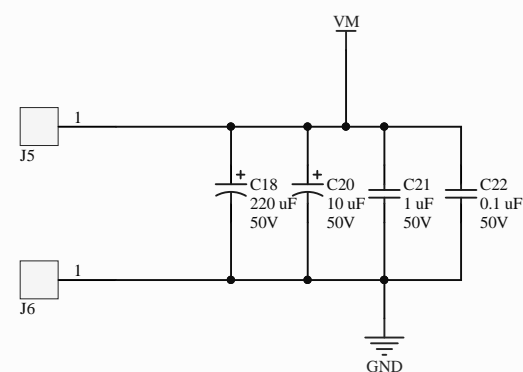 VM
1
J5
+
C18
220 uF
50V
+
C20
10 uF
50V
C21
1 uF
50V
C22
0.1 uF
50V
1
J6
GND